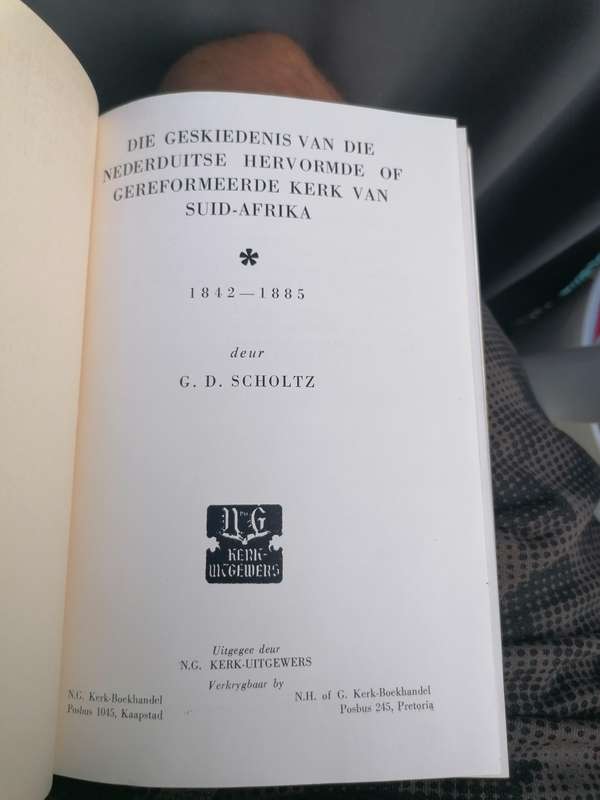 DIE GESKIEDENIS VAN DIE
NEDERDUITSE HERVORMDE OF
GEREFORMEERDE KERK VAN
SUID-AFRIKA
*
1842—1885
deur
G. D. SCHOLTZ
N G
KERK-
UITGEWERS
Uitgegee deur
N.G. KERK-UITGEWERS
Verkrygbaar by
N.G. Kerk-Boekhandel
Posbus 1045, Kaapstad
N.H. of G. Kerk-Boekhandel
Posbus 245, Pretoria